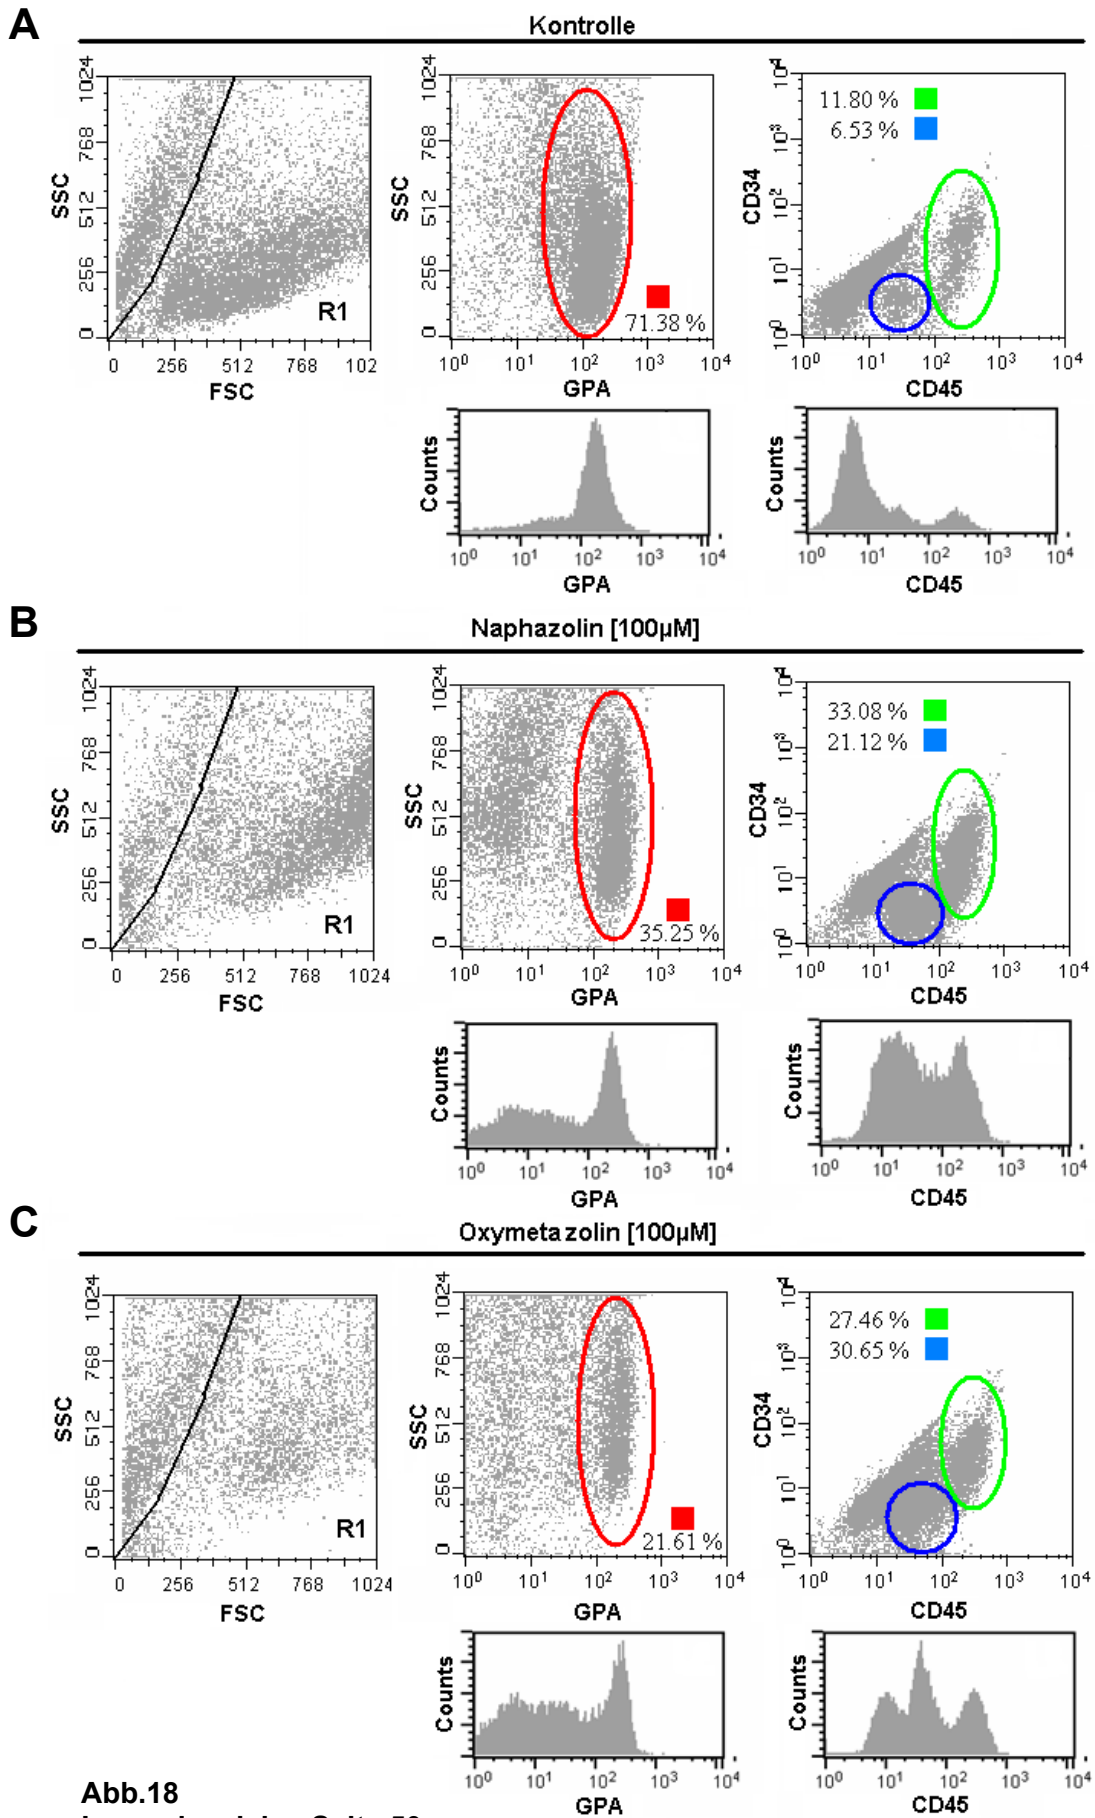 A
Kontrolle
SSC
1024
768
512
256
0
R1
0 256 512 768 102
FSC
SSC
1024
768
512
256
0
71.38 %
10⁰ 10¹ 10² 10³ 10⁴
GPA
11.80 %
6.53 %
CD34
10⁴
10³
10²
10¹
10⁰
10⁰ 10¹ 10² 10³ 10⁴
CD45
Counts
10⁰ 10¹ 10² 10³ 10⁴
GPA
Counts
10⁰ 10¹ 10² 10³ 10⁴
CD45
B
Naphazolin [100µM]
SSC
1024
768
512
256
0
R1
0 256 512 768 1024
FSC
SSC
1024
768
512
256
0
35.25 %
10⁰ 10¹ 10² 10³ 10⁴
GPA
33.08 %
21.12 %
CD34
10⁴
10³
10²
10¹
10⁰
10⁰ 10¹ 10² 10³ 10⁴
CD45
Counts
10⁰ 10¹ 10² 10³ 10⁴
GPA
Counts
10⁰ 10¹ 10² 10³ 10⁴
CD45
C
Oxymetazolin [100µM]
SSC
1024
768
512
256
0
R1
0 256 512 768 1024
FSC
SSC
1024
768
512
256
0
21.61 %
10⁰ 10¹ 10² 10³ 10⁴
GPA
27.46 %
30.65 %
CD34
10⁴
10³
10²
10¹
10⁰
10⁰ 10¹ 10² 10³ 10⁴
CD45
Counts
10⁰ 10¹ 10² 10³ 10⁴
GPA
Counts
10⁰ 10¹ 10² 10³ 10⁴
CD45
Abb.18